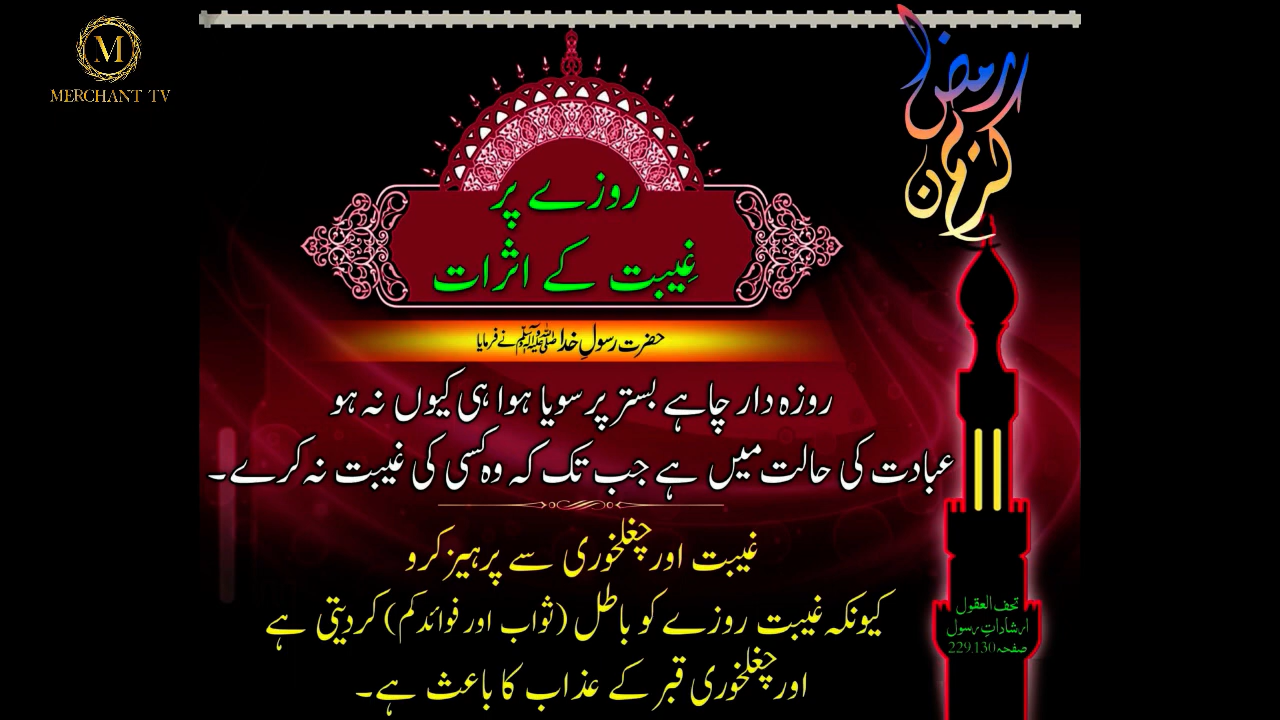 MERCHANT TV
رمضان
کریم
روزے پر
غِیبت کے اثرات
حضرت رسولِ خدا ﷺ نے فرمایا
روزہ دار چاہے بستر پر سویا ہوا ہی کیوں نہ ہو
عبادت کی حالت میں ہے جب تک کہ وہ کسی کی غیبت نہ کرے۔
غیبت اور چغلخوری سے پرہیز کرو
کیونکہ غیبت روزے کو باطل (ثواب اور فوائد کم) کر دیتی ہے
اور چغلخوری قبر کے عذاب کا باعث ہے۔
تحف العقول
ارشاداتِ رسول
صفحہ 229,130